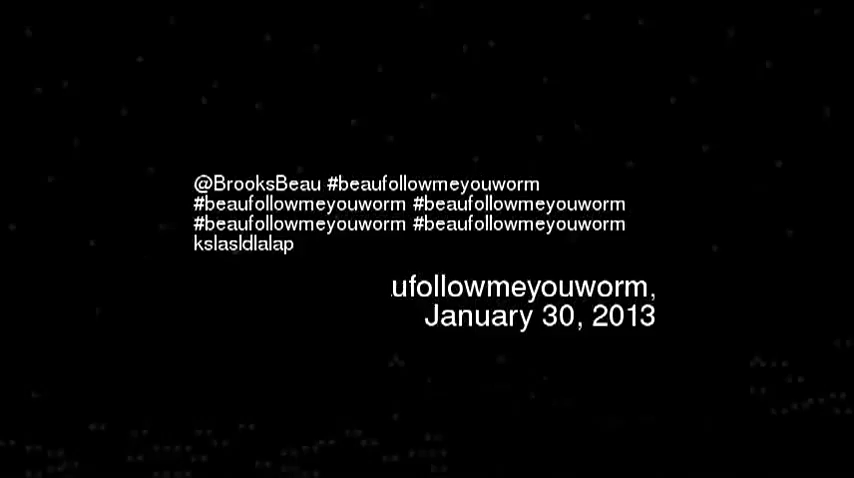 @BrooksBeau #beaufollowmeyouworm
#beaufollowmeyouworm #beaufollowmeyouworm
#beaufollowmeyouworm #beaufollowmeyouworm
kslasldlalap
ufollowmeyouworm,
January 30, 2013